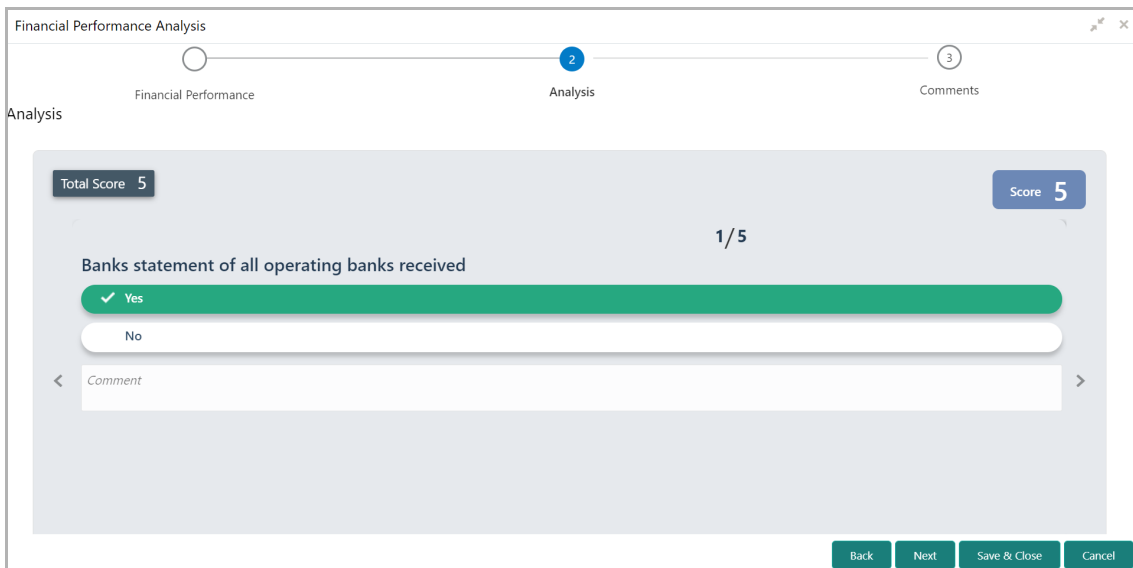 Financial Performance Analysis
2
3
Financial Performance
Analysis
Comments
Analysis
Total Score 5
Score 5
1/5
Banks statement of all operating banks received
Yes
No
Comment
Back
Next
Save & Close
Cancel